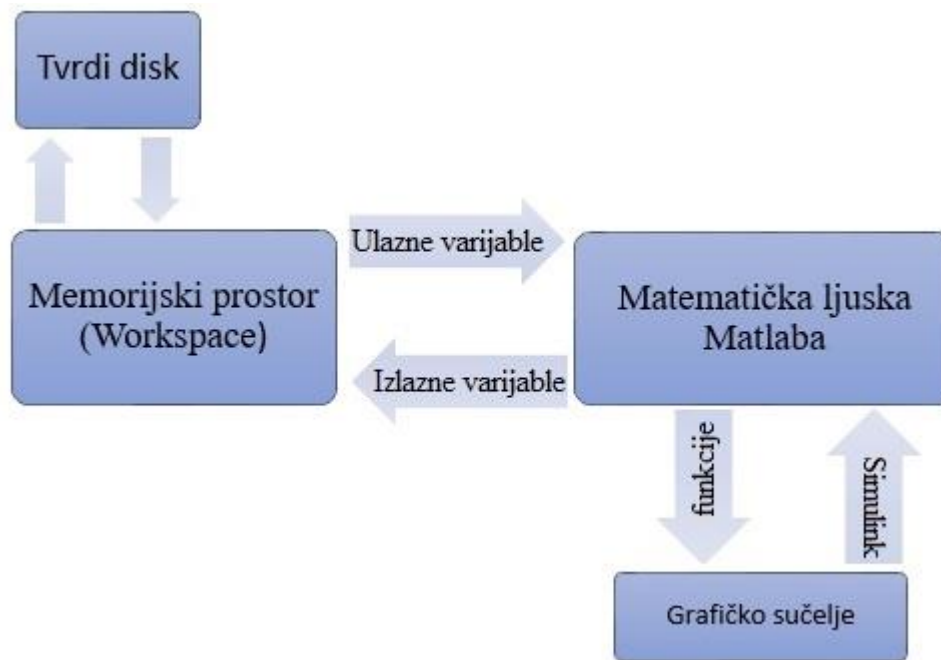 Tvrdi disk
Ulazne varijable
Memorijski prostor
(Workspace)
Matematička ljuska
Matlaba
Izlazne varijable
funkcije
Simulink
Grafičko sučelje